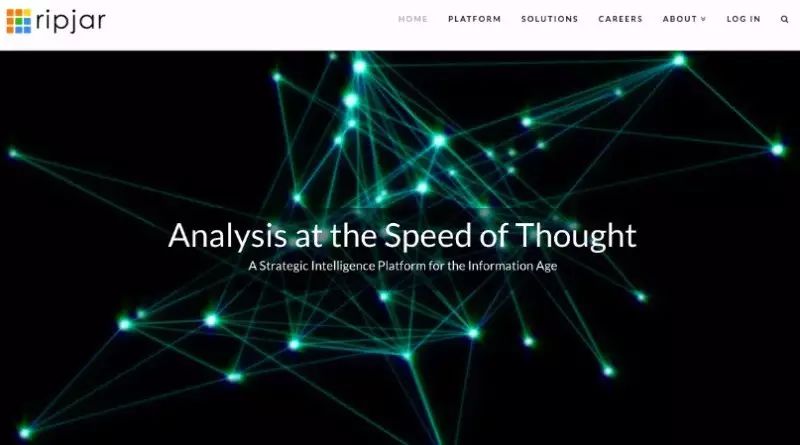 ripjar
HOME PLATFORM SOLUTIONS CAREERS ABOUT LOG IN
Analysis at the Speed of Thought
A Strategic Intelligence Platform for the Information Age